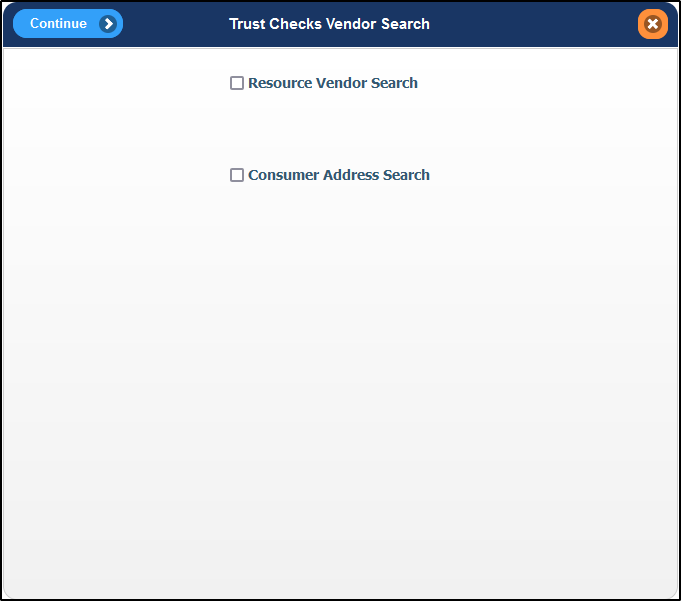 Continue
Trust Checks Vendor Search
Resource Vendor Search
Consumer Address Search